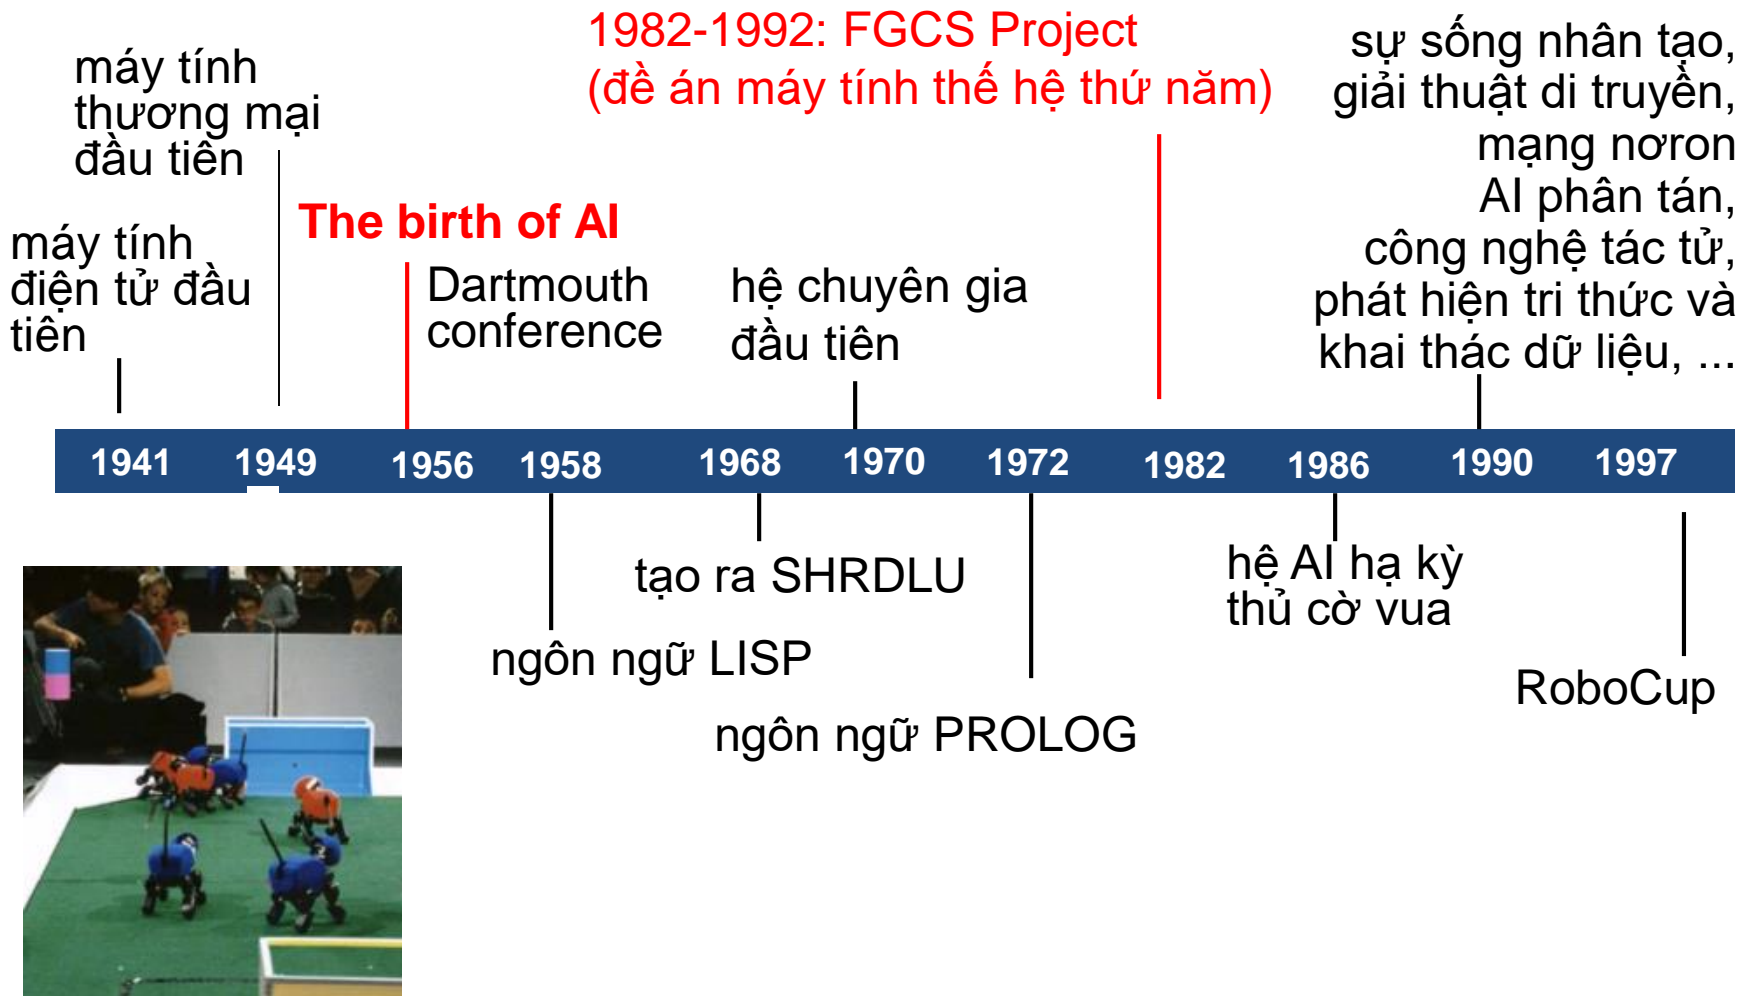 1982-1992: FGCS Project
(đề án máy tính thế hệ thứ năm)
sự sống nhân tạo,
giải thuật di truyền,
mạng nơron
AI phân tán,
công nghệ tác tử,
phát hiện tri thức và
khai thác dữ liệu, ...
máy tính
thương mại
đầu tiên
The birth of AI
máy tính
điện tử đầu
tiên
Dartmouth
conference
hệ chuyên gia
đầu tiên
1941 1949 1956 1958 1968 1970 1972 1982 1986 1990 1997
tạo ra SHRDLU
hệ AI hạ kỳ
thủ cờ vua
ngôn ngữ LISP
RoboCup
ngôn ngữ PROLOG